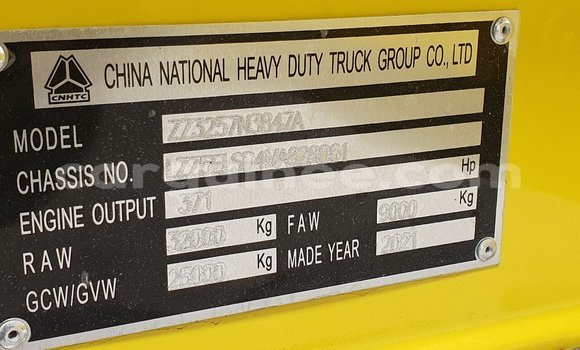 CNHTC
CHINA NATIONAL HEAVY DUTY TRUCK GROUP CO., LTD
MODEL ZZ3257N3847A
CHASSIS NO.
ENGINE OUTPUT 371 Hp
RAW 32000 Kg FAW 9000 Kg
GCW/GVW 25000 Kg MADE YEAR 2021